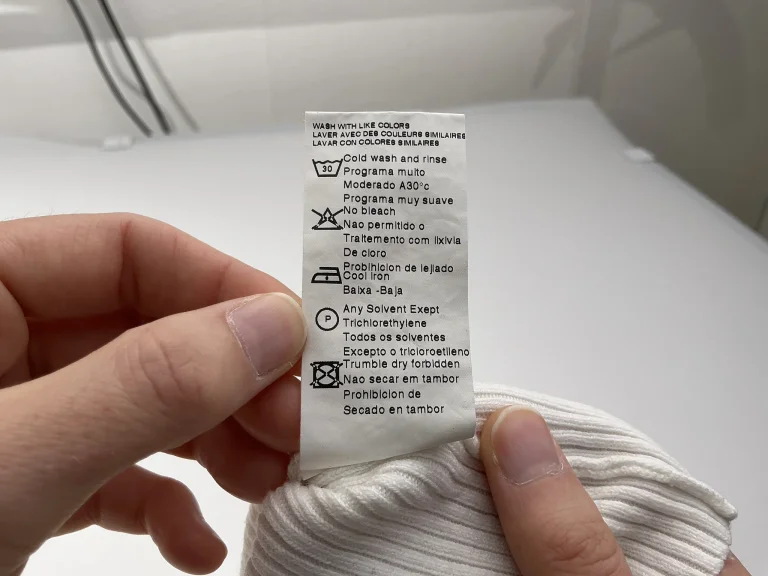 WASH WITH LIKE COLORS
LAVER AVEC DES COULEURS SIMILAIRES
LAVAR CON COLORES SIMILARES
30
Cold wash and rinse
Programa muito
Moderado A30°c
Programa muy suave
No bleach
Nao permitido o
Traitemento com lixivia
De cloro
Prohibicion de lejiado
Cool iron
Baixa -Baja
P
Any Solvent Exept
Trichlorethylene
Todos os solventes
Excepto o tricloroetileno
Trumble dry forbidden
Nao secar em tambor
Prohibicion de
Secado en tambor